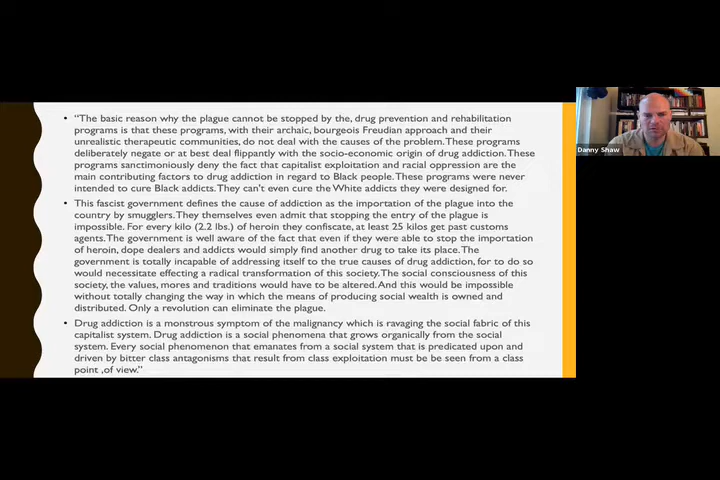 • "The basic reason why the plague cannot be stopped by the, drug prevention and rehabilitation
programs is that these programs, with their archaic, bourgeois Freudian approach and their
unrealistic therapeutic communities, do not deal with the causes of the problem. These programs
deliberately negate or at best deal flippantly with the socio-economic origin of drug addiction. These
programs sanctimoniously deny the fact that capitalist exploitation and racial oppression are the
main contributing factors to drug addiction in regard to Black people. These programs were never
intended to cure Black addicts. They can't even cure the White addicts they were designed for.
• This fascist government defines the cause of addiction as the importation of the plague into the
country by smugglers. They themselves even admit that stopping the entry of the plague is
impossible. For every kilo (2.2 lbs.) of heroin they confiscate, at least 25 kilos get past customs
agents. The government is well aware of the fact that even if they were able to stop the importation
of heroin, dope dealers and addicts would simply find another drug to take its place. The
government is totally incapable of addressing itself to the true causes of drug addiction, for to do so
would necessitate effecting a radical transformation of this society. The social consciousness of this
society, the values, mores and traditions would have to be altered. And this would be impossible
without totally changing the way in which the means of producing social wealth is owned and
distributed. Only a revolution can eliminate the plague.
• Drug addiction is a monstrous symptom of the malignancy which is ravaging the social fabric of this
capitalist system. Drug addiction is a social phenomena that grows organically from the social
system. Every social phenomenon that emanates from a social system that is predicated upon and
driven by bitter class antagonisms that result from class exploitation must be be seen from a class
point ,of view."
Danny Shaw